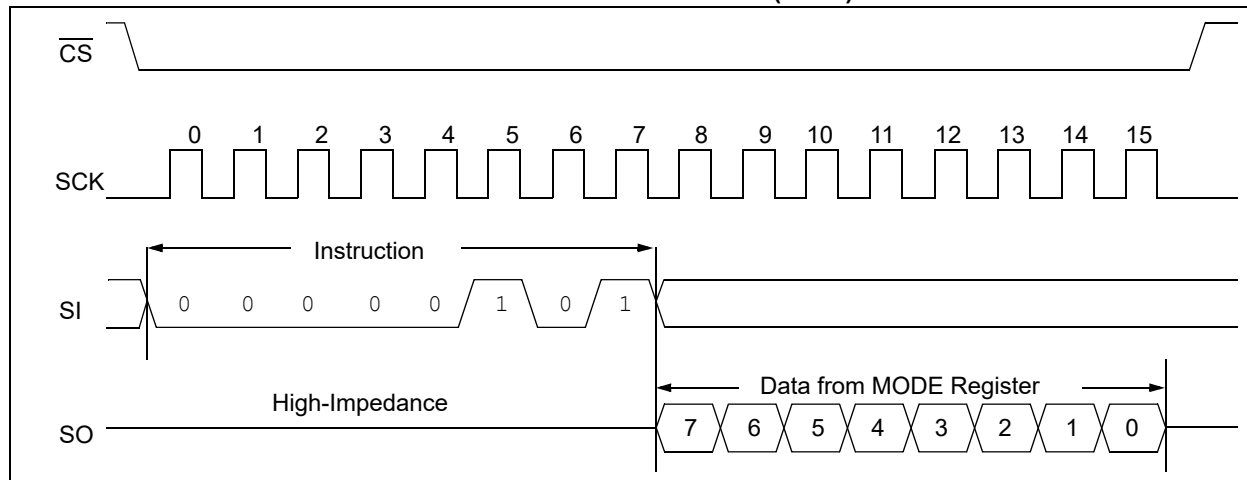 CS
0 1 2 3 4 5 6 7 8 9 10 11 12 13 14 15
SCK
Instruction
SI 0 0 0 0 0 1 0 1
Data from MODE Register
High-Impedance
SO 7 6 5 4 3 2 1 0